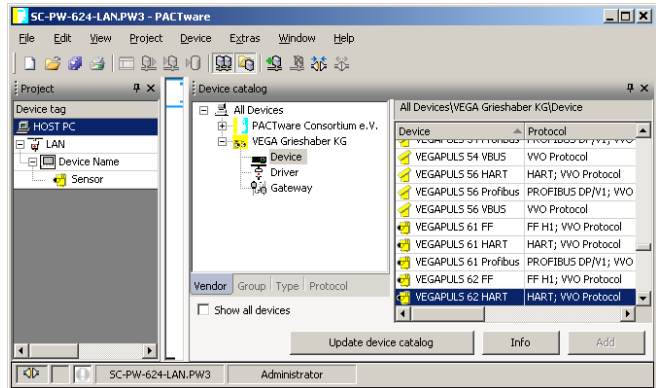 SC-PW-624-LAN.PW3 - PACTware
File Edit View Project Device Extras Window Help
Project
Device tag
HOST PC
LAN
Device Name
Sensor
Device catalog
All Devices
PACTware Consortium e.V.
VEGA Grieshaber KG
Device
Driver
Gateway
Vendor Group Type Protocol
Show all devices
All Devices\VEGA Grieshaber KG\Device
Device Protocol
VEGAPULS 54 VBUS VVO Protocol
VEGAPULS 56 HART HART; VVO Protocol
VEGAPULS 56 Profibus PROFIBUS DP/V1; VVO
VEGAPULS 56 VBUS VVO Protocol
VEGAPULS 61 FF FF H1; VVO Protocol
VEGAPULS 61 HART HART; VVO Protocol
VEGAPULS 61 Profibus PROFIBUS DP/V1; VVO
VEGAPULS 62 FF FF H1; VVO Protocol
VEGAPULS 62 HART HART; VVO Protocol
Update device catalog Info Add
SC-PW-624-LAN.PW3 Administrator